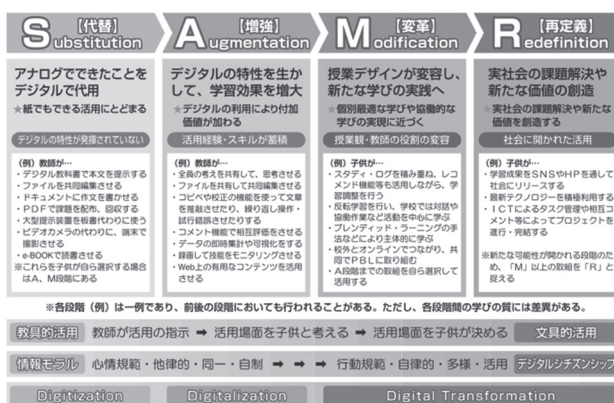 Substitution
【代替】
Augmentation
【増強】
Modification
【変革】
Redefinition
【再定義】
アナログでできたことを
デジタルで代用
★紙でもできる活用にとどまる
デジタルの特性が発揮されていない
(例)教師が…
・デジタル教科書で本文を提示する
・ファイルを共同編集させる
・ドキュメントに作文を書かせる
・PDFで課題を配布、回収する
・大型提示装置を板書代わりに使う
・ビデオカメラの代わりに、端末で
撮影させる
・e-BOOKで読書させる
※これらを子供が自ら選択する場合
はA、M段階にある
デジタルの特性を生か
して、学習効果を増大
★デジタルの利用により付加
価値が加わる
活用経験・スキルが蓄積
(例)教師が…
・全員の考えを共有して、思考させる
・ファイルを共有して共同編集させる
・コピペや校正の機能を使って文章
を推敲させたり、繰り返し操作・
試行錯誤させたりする
・コメント機能で相互評価をさせる
・データの即時集計や可視化をする
・録画して技能をモニタリングさせる
・Web上の有用なコンテンツを活用
させる
授業デザインが変容し、
新たな学びの実践へ
★個別最適な学びや協働的な
学びの実現に近づく
授業観・教師の役割の変容
(例)子供が…
・スタディ・ログを積み重ね、レコ
メンド機能等も活用しながら、学
習調整を行う
・反転学習を行い、学校では対話や
協働作業など活動を中心に学ぶ
・ブレンディッド・ラーニングの手
法などにより主体的に学ぶ
・校外とオンラインでつながり、共
同でPBLに取り組む
・A段階までの取組を自ら選択して
活用する
実社会の課題解決や
新たな価値の創造
★実社会の課題解決や新たな
価値を創造する
社会に開かれた活用
(例)子供が…
・学習成果をSNSやHPを通して
社会にリリースする
・最新テクノロジーを積極利用する
・ICTによるタスク管理や相互コ
メント等によってプロジェクトを
進行・完結する
※新たな可能性が開かれる段階のた
め、「M」以上の取組を「R」と
捉える
※各段階(例)は一例であり、前後の段階においても行われることがある。ただし、各段階間の学びの質には差異がある。
教具的活用 教師が活用の指示 ➡ 活用場面を子供と考える ➡ 活用場面を子供が決める 文具的活用
情報モラル 心情規範・他律的・同一・自制 ➡ ➡ ➡ 行動規範・自律的・多様・活用 デジタルシチズンシップ
Digitization Digitalization Digital Transformation